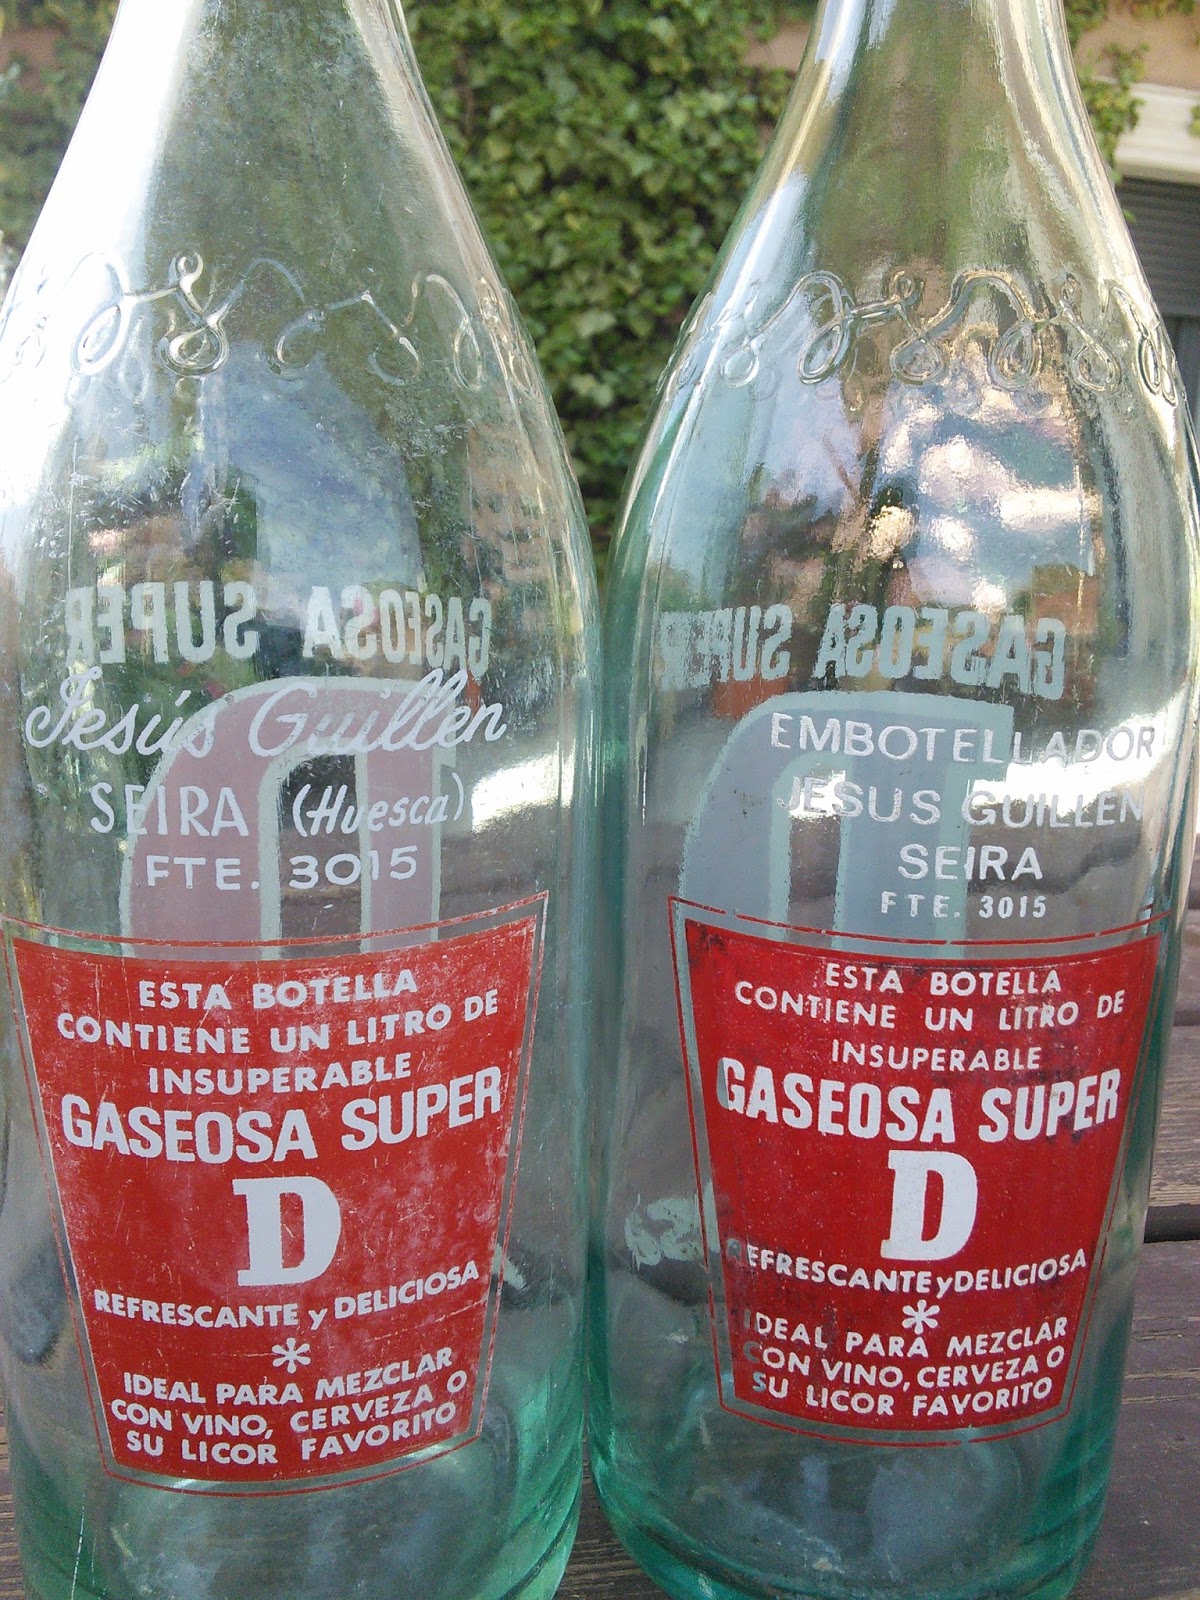 GASEOSA SUPER
D
Jesús Guillen
SEIRA (Huesca)
FTE. 3015
ESTA BOTELLA
CONTIENE UN LITRO DE
INSUPERABLE
GASEOSA SUPER
D
REFRESCANTE y DELICIOSA
*
IDEAL PARA MEZCLAR
CON VINO, CERVEZA O
SU LICOR FAVORITO
GASEOSA SUPER
D
EMBOTELLADOR
JESUS GUILLEN
SEIRA
FTE. 3015
ESTA BOTELLA
CONTIENE UN LITRO DE
INSUPERABLE
GASEOSA SUPER
D
REFRESCANTE y DELICIOSA
*
IDEAL PARA MEZCLAR
CON VINO, CERVEZA O
SU LICOR FAVORITO